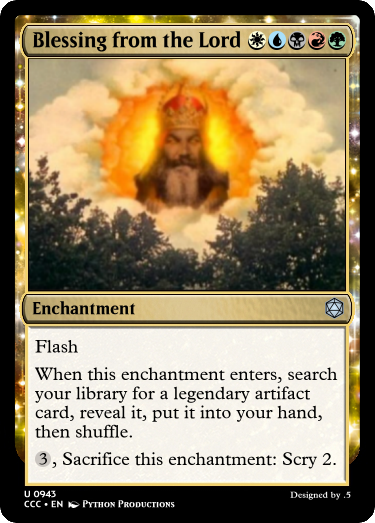 Blessing from the Lord
Enchantment
Flash
When this enchantment enters, search
your library for a legendary artifact
card, reveal it, put it into your hand,
then shuffle.
3, Sacrifice this enchantment: Scry 2.
U 0943
CCC • EN Python Productions
Designed by .5